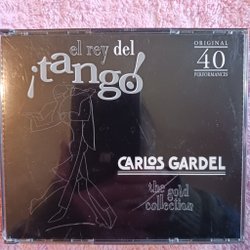 el rey del
¡tango!
ORIGINAL
40
PERFORMANCES
CARLOS GARDEL
the gold
collection